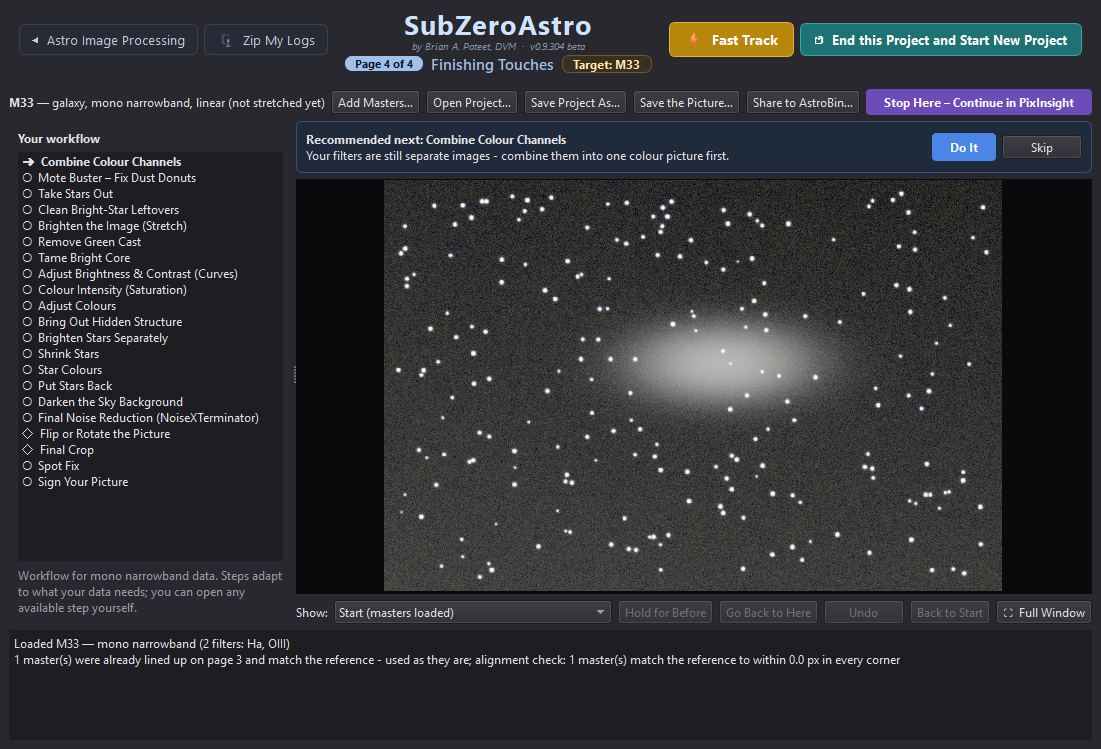 Astro Image Processing
Zip My Logs
SubZeroAstro
by Brian A. Poteet, DVM · v0.9.304 beta
Page 4 of 4
Finishing Touches
Target: M33
Fast Track
End this Project and Start New Project
M33 — galaxy, mono narrowband, linear (not stretched yet)
Add Masters...
Open Project...
Save Project As...
Save the Picture...
Share to AstroBin...
Stop Here – Continue in PixInsight
Your workflow
Combine Colour Channels
Mote Buster – Fix Dust Donuts
Take Stars Out
Clean Bright-Star Leftovers
Brighten the Image (Stretch)
Remove Green Cast
Tame Bright Core
Adjust Brightness & Contrast (Curves)
Colour Intensity (Saturation)
Adjust Colours
Bring Out Hidden Structure
Brighten Stars Separately
Shrink Stars
Star Colours
Put Stars Back
Darken the Sky Background
Final Noise Reduction (NoiseXTerminator)
Flip or Rotate the Picture
Final Crop
Spot Fix
Sign Your Picture
Workflow for mono narrowband data. Steps adapt
to what your data needs; you can open any
available step yourself.
Recommended next: Combine Colour Channels
Your filters are still separate images - combine them into one colour picture first.
Do It
Skip
Show:
Start (masters loaded)
Hold for Before
Go Back to Here
Undo
Back to Start
Full Window
Loaded M33 — mono narrowband (2 filters: Ha, OIII)
1 master(s) were already lined up on page 3 and match the reference - used as they are; alignment check: 1 master(s) match the reference to within 0.0 px in every corner